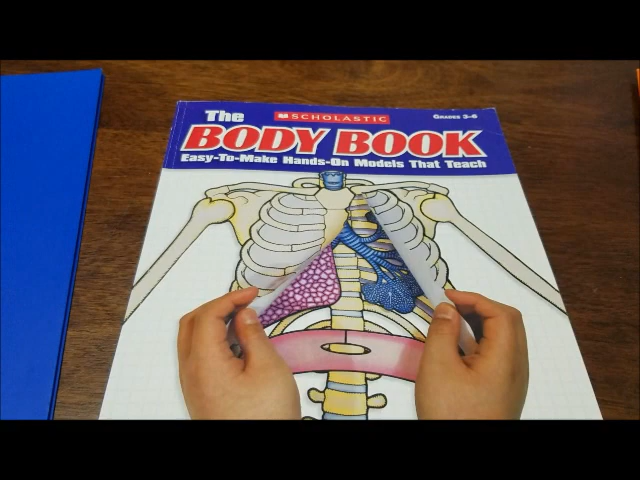 The
SCHOLASTIC
GRADES 3-6
BODY BOOK
Easy-To-Make Hands-On Models That Teach